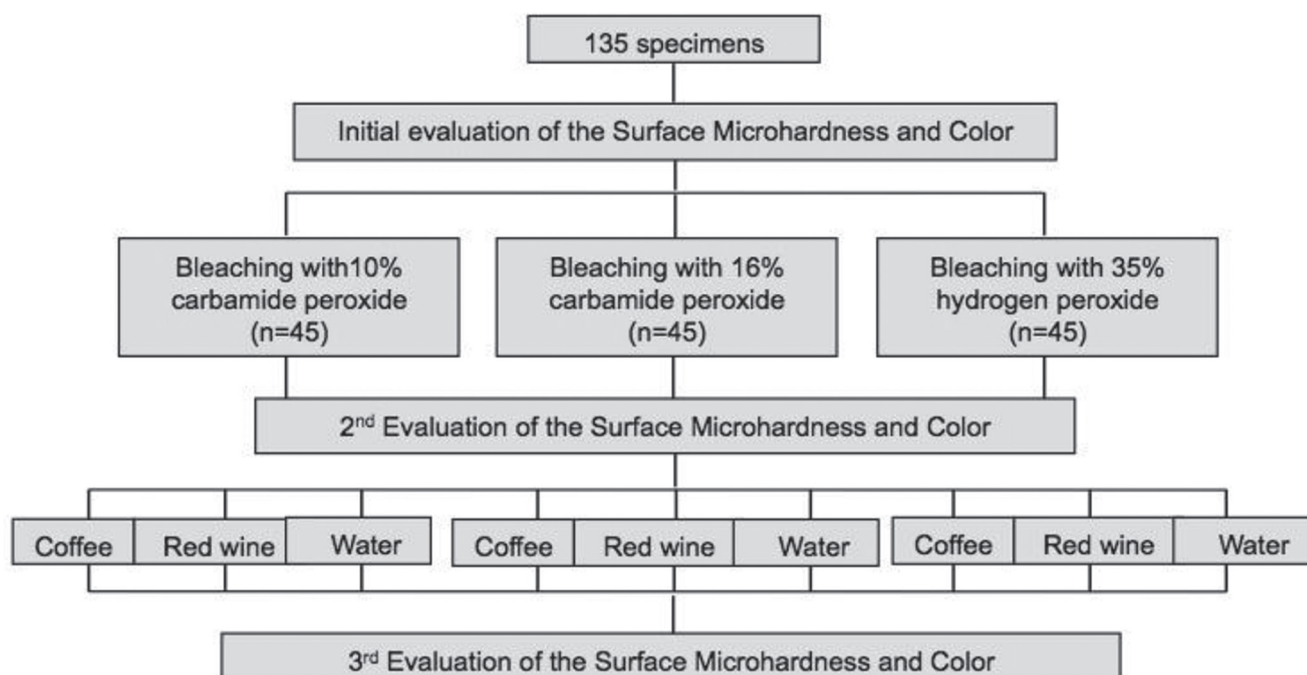 135 specimens
Initial evaluation of the Surface Microhardness and Color
Bleaching with10%
carbamide peroxide
(n=45)
Bleaching with 16%
carbamide peroxide
(n=45)
Bleaching with 35%
hydrogen peroxide
(n=45)
2nd Evaluation of the Surface Microhardness and Color
Coffee Red wine Water Coffee Red wine Water Coffee Red wine Water
3rd Evaluation of the Surface Microhardness and Color